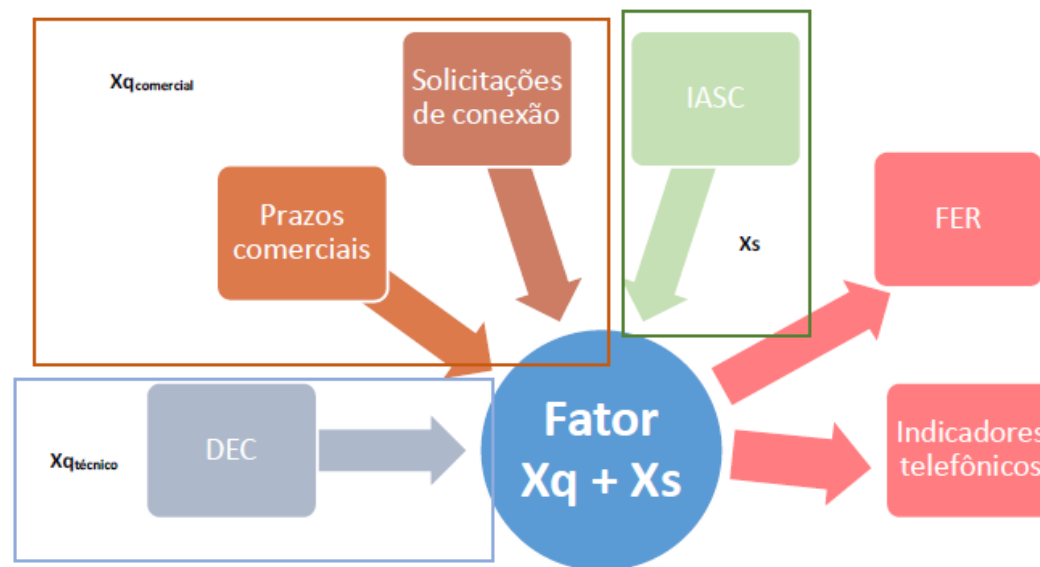 Xqcomercial
Solicitações
de conexão
IASC
Prazos
comerciais
Xs
FER
Xqtécnico
DEC
Fator
Xq + Xs
Indicadores
telefônicos